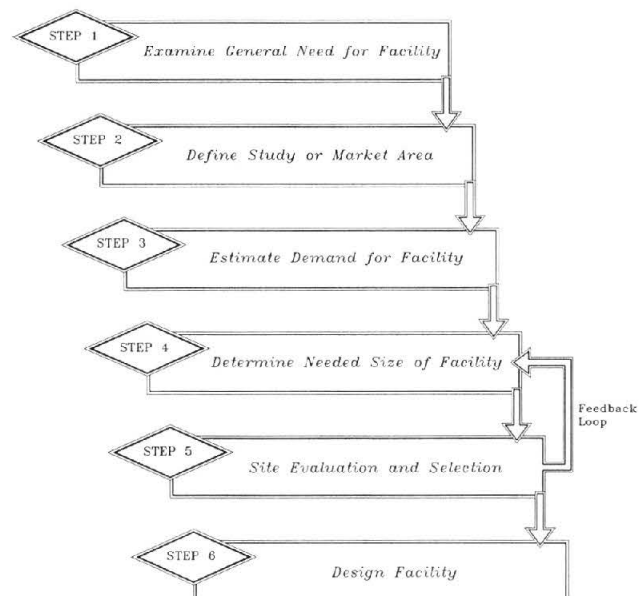 STEP 1
Examine General Need for Facility
STEP 2
Define Study or Market Area
STEP 3
Estimate Demand for Facility
STEP 4
Determine Needed Size of Facility
Feedback
Loop
STEP 5
Site Evaluation and Selection
STEP 6
Design Facility